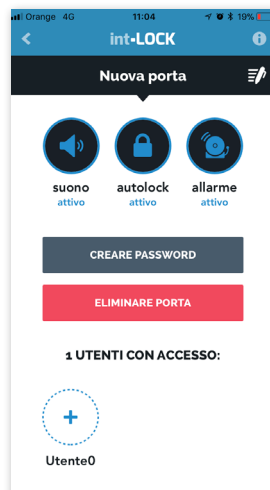 Orange 4G 11:04 19%
int-LOCK
Nuova porta
suono autolock allarme
attivo attivo attivo
CREARE PASSWORD
ELIMINARE PORTA
1 UTENTI CON ACCESSO:
Utente0